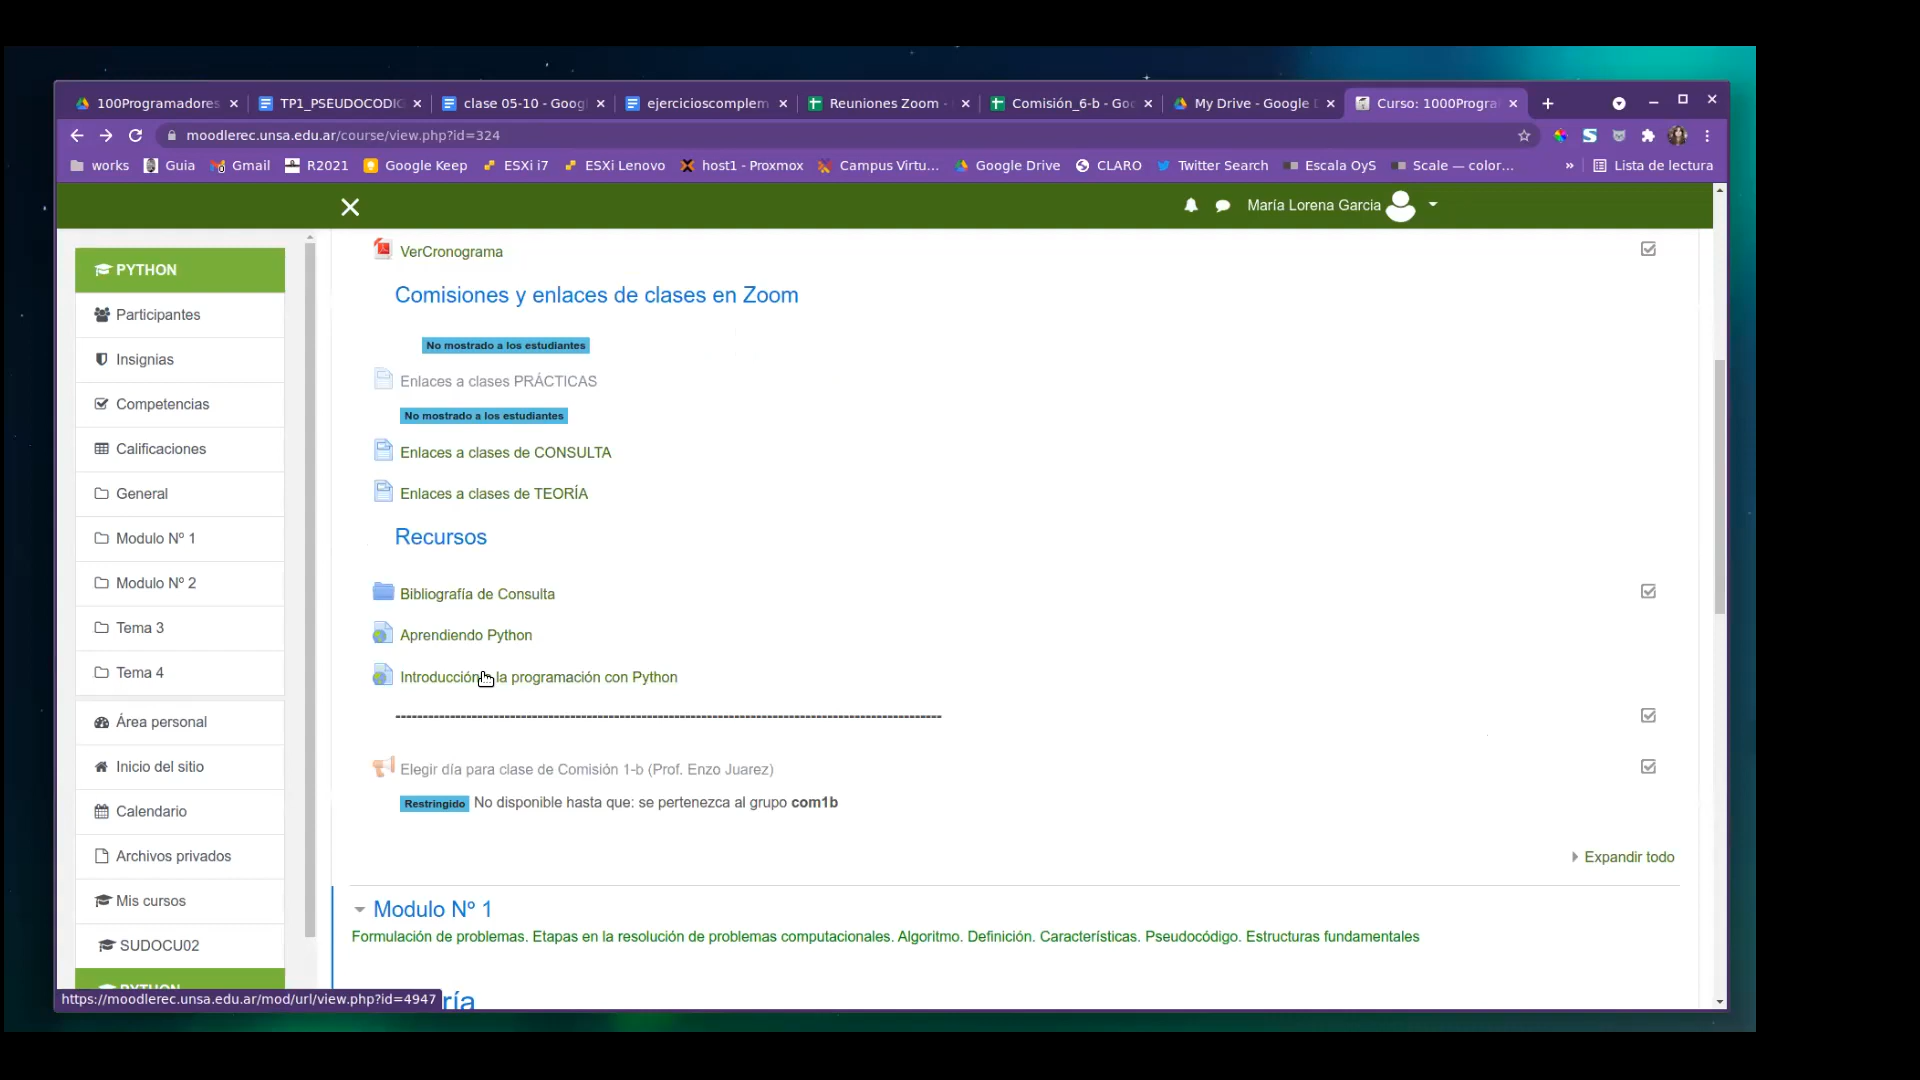 100Programadores
TP1_PSEUDOCODIG
clase 05-10 - Goog
ejercicioscomplem
Reuniones Zoom -
Comisión_6-b - Goo
My Drive - Google D
Curso: 1000Progra
moodlerec.unsa.edu.ar/course/view.php?id=324
works
Guia
Gmail
R2021
Google Keep
ESXi i7
ESXi Lenovo
host1 - Proxmox
Campus Virtu...
Google Drive
CLARO
Twitter Search
Escala OyS
Scale — color...
»
Lista de lectura
María Lorena Garcia
PYTHON
Participantes
Insignias
Competencias
Calificaciones
General
Modulo Nº 1
Modulo Nº 2
Tema 3
Tema 4
Área personal
Inicio del sitio
Calendario
Archivos privados
Mis cursos
SUDOCU02
PYTHON
VerCronograma
Comisiones y enlaces de clases en Zoom
No mostrado a los estudiantes
Enlaces a clases PRÁCTICAS
No mostrado a los estudiantes
Enlaces a clases de CONSULTA
Enlaces a clases de TEORÍA
Recursos
Bibliografía de Consulta
Aprendiendo Python
Introducción la programación con Python
----------------------------------------------------------------------------------------------------
Elegir día para clase de Comisión 1-b (Prof. Enzo Juarez)
Restringido No disponible hasta que: se pertenezca al grupo com1b
Expandir todo
Modulo Nº 1
Formulación de problemas. Etapas en la resolución de problemas computacionales. Algoritmo. Definición. Características. Pseudocódigo. Estructuras fundamentales
ría
https://moodlerec.unsa.edu.ar/mod/url/view.php?id=4947